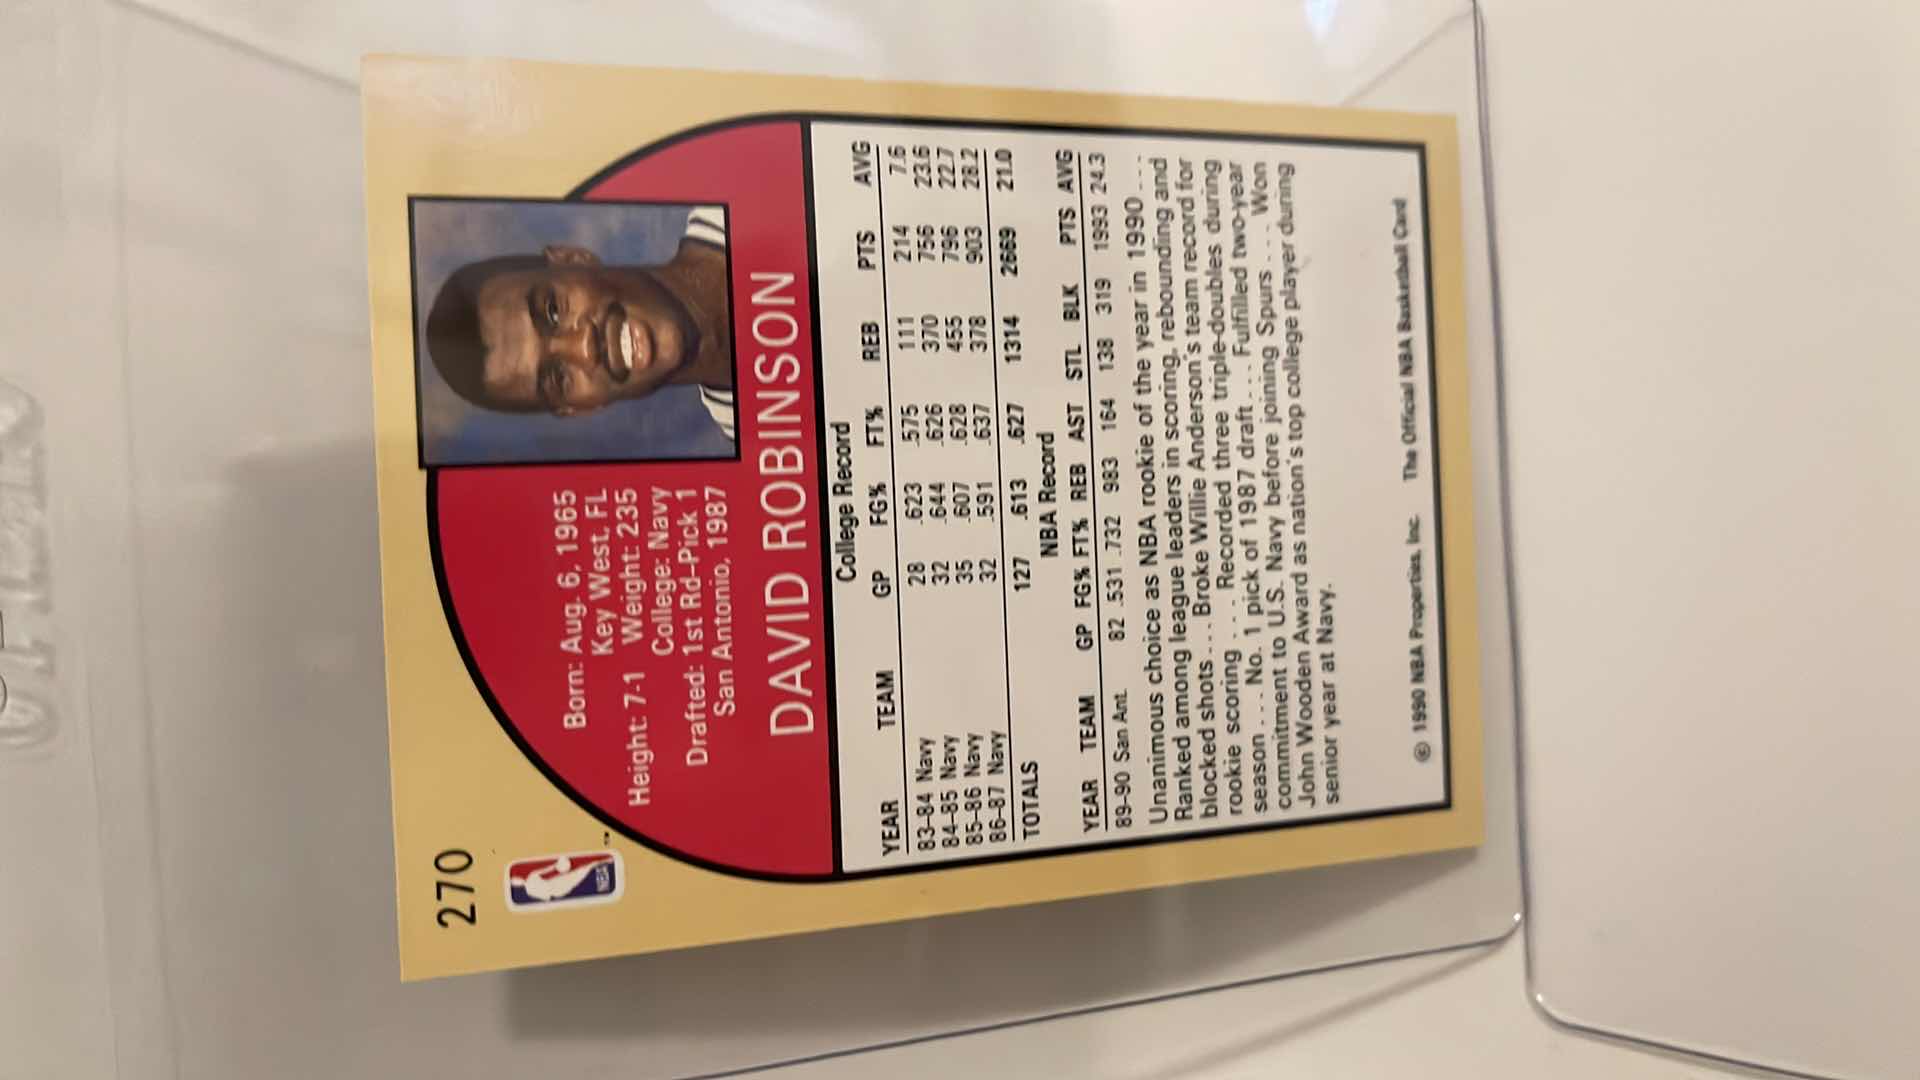 270
NBA
™
Born: Aug. 6, 1965
Key West, FL
Height: 7-1 Weight: 235
College: Navy
Drafted: 1st Rd-Pick 1
San Antonio, 1987
DAVID ROBINSON
College Record
YEAR TEAM GP FG% FT% REB PTS AVG
83-84 Navy 28 .623 .575 111 214 7.6
84-85 Navy 32 .644 .626 370 756 23.6
85-86 Navy 35 .607 .628 455 796 22.7
86-87 Navy 32 .591 .637 378 903 28.2
TOTALS 127 .613 .627 1314 2669 21.0
NBA Record
YEAR TEAM GP FG% FT% REB AST STL BLK PTS AVG
89-90 San Ant. 82 .531 .732 983 164 138 319 1993 24.3
Unanimous choice as NBA rookie of the year in 1990 . . .
Ranked among league leaders in scoring, rebounding and
blocked shots . . . Broke Willie Anderson's team record for
rookie scoring . . . Recorded three triple-doubles during
season . . . No. 1 pick of 1987 draft . . . Fulfilled two-year
commitment to U.S. Navy before joining Spurs . . . Won
John Wooden Award as nation's top college player during
senior year at Navy.
© 1990 NBA Properties, Inc. The Official NBA Basketball Card